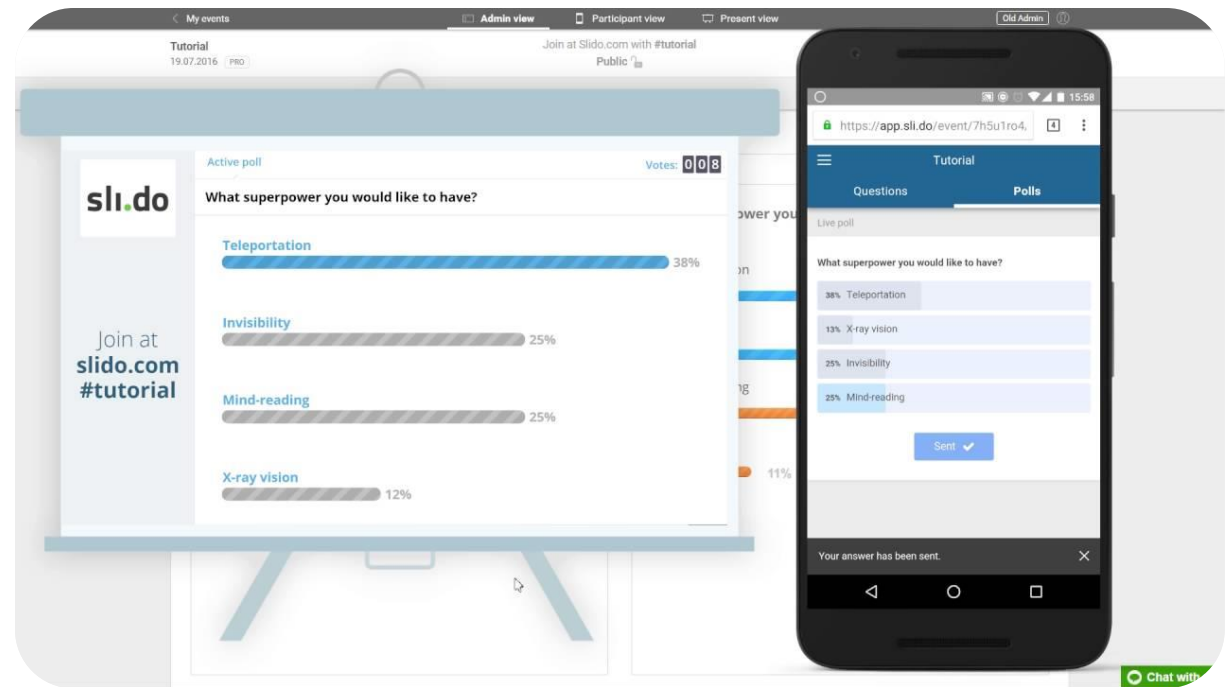 My events
Admin view
Participant view
Present view
Old Admin
Tutorial
19.07.2016 PRO
Join at Slido.com with #tutorial
Public
sli.do
Join at
slido.com
#tutorial
Active poll
Votes: 008
What superpower you would like to have?
Teleportation
38%
Invisibility
25%
Mind-reading
25%
X-ray vision
12%
you
11%
15:58
https://app.sli.do/event/7h5u1ro4,
4
Tutorial
Questions
Polls
Live poll
What superpower you would like to have?
38% Teleportation
13% X-ray vision
25% Invisibility
25% Mind-reading
Sent
Your answer has been sent.
Chat with